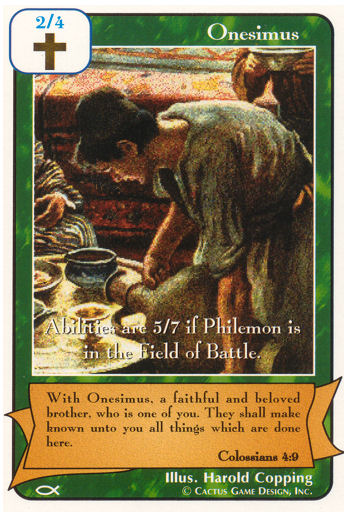 2/4
Onesimus
Abilities are 5/7 if Philemon is
in the Field of Battle.
With Onesimus, a faithful and beloved
brother, who is one of you. They shall make
known unto you all things which are done
here.
Colossians 4:9
Illus. Harold Copping
© Cactus Game Design, Inc.